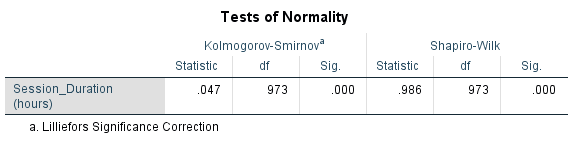 Tests of Normality
Kolmogorov-Smirnovᵃ Shapiro-Wilk
Statistic df Sig. Statistic df Sig.
Session_Duration (hours) .047 973 .000 .986 973 .000
a. Lilliefors Significance Correction